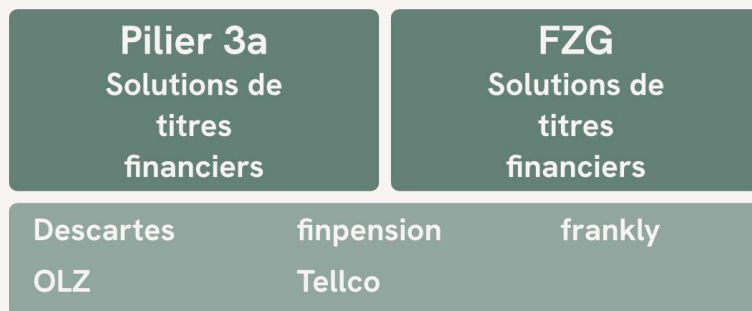 Pilier 3a
Solutions de
titres
financiers
FZG
Solutions de
titres
financiers
Descartes finpension frankly
OLZ Tellco